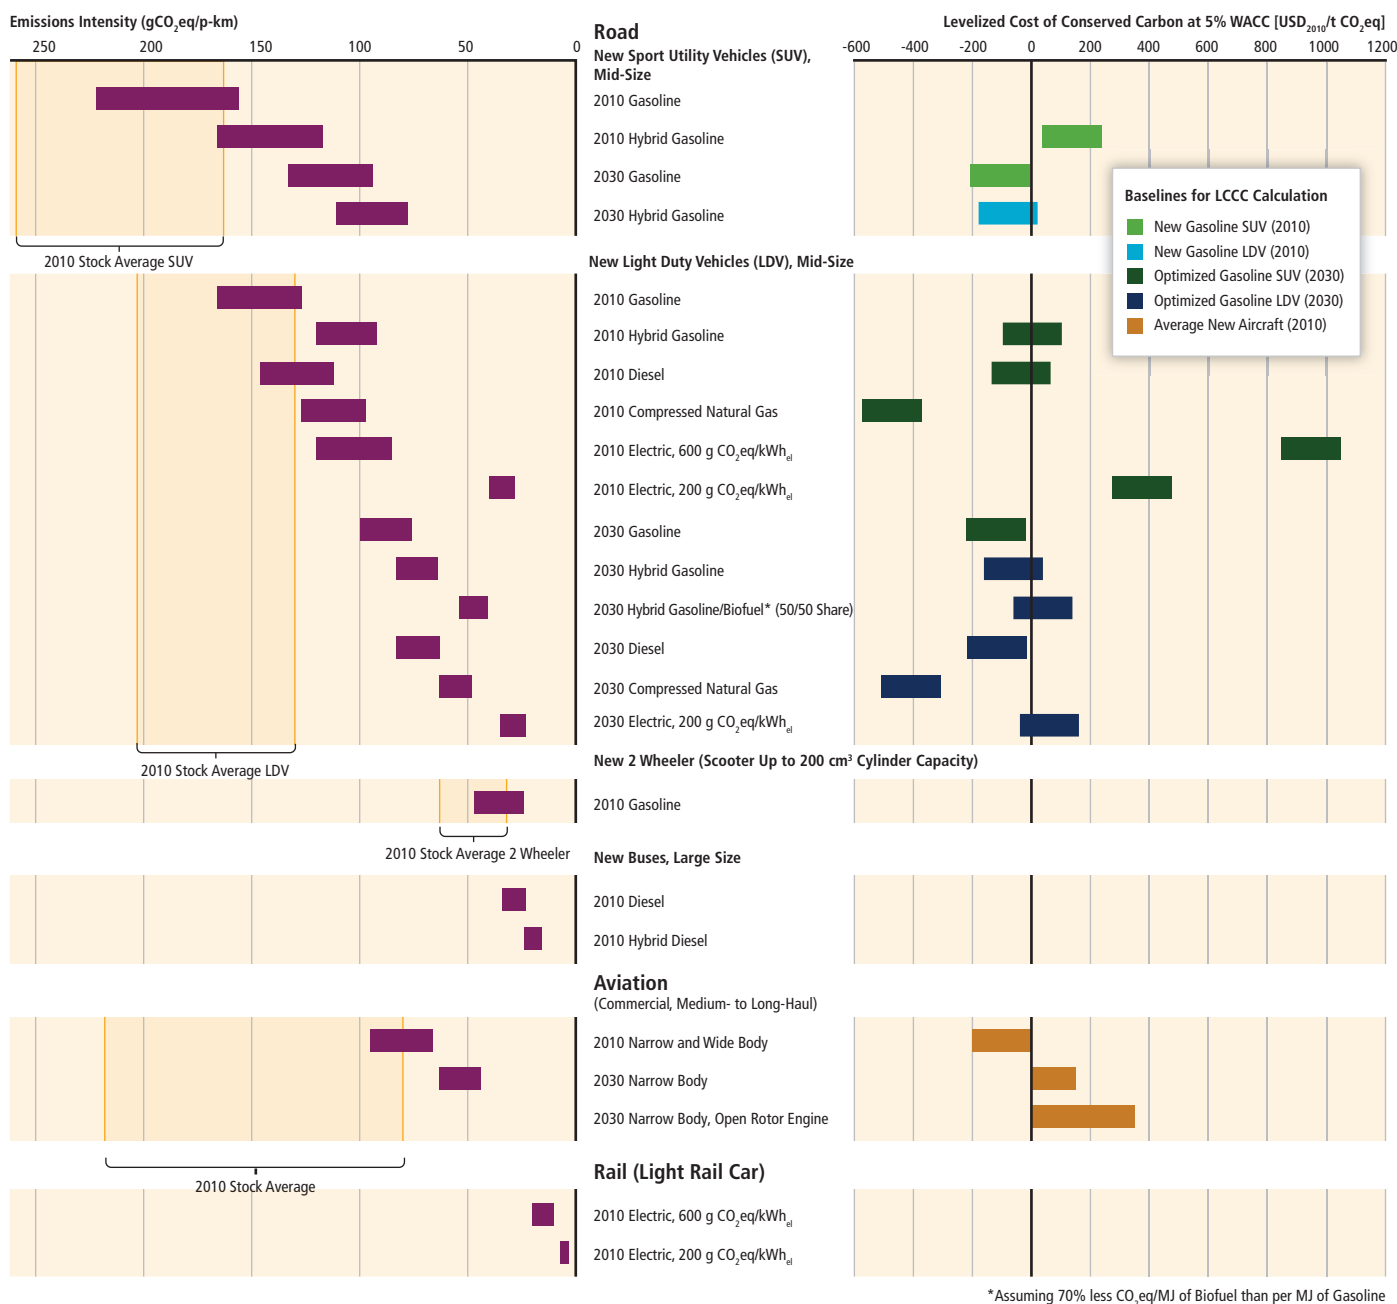 Emissions Intensity (gCO2eq/p-km)
250 200 150 100 50 0
Levelized Cost of Conserved Carbon at 5% WACC [USD2010/t CO2eq]
-600 -400 -200 0 200 400 600 800 1000 1200
Road
New Sport Utility Vehicles (SUV),
Mid-Size
2010 Gasoline
2010 Hybrid Gasoline
2030 Gasoline
2030 Hybrid Gasoline
2010 Stock Average SUV
Baselines for LCCC Calculation
New Gasoline SUV (2010)
New Gasoline LDV (2010)
Optimized Gasoline SUV (2030)
Optimized Gasoline LDV (2030)
Average New Aircraft (2010)
New Light Duty Vehicles (LDV), Mid-Size
2010 Gasoline
2010 Hybrid Gasoline
2010 Diesel
2010 Compressed Natural Gas
2010 Electric, 600 g CO2eq/kWhel
2010 Electric, 200 g CO2eq/kWhel
2030 Gasoline
2030 Hybrid Gasoline
2030 Hybrid Gasoline/Biofuel* (50/50 Share)
2030 Diesel
2030 Compressed Natural Gas
2030 Electric, 200 g CO2eq/kWhel
2010 Stock Average LDV
New 2 Wheeler (Scooter Up to 200 cm³ Cylinder Capacity)
2010 Gasoline
2010 Stock Average 2 Wheeler
New Buses, Large Size
2010 Diesel
2010 Hybrid Diesel
Aviation
(Commercial, Medium- to Long-Haul)
2010 Narrow and Wide Body
2030 Narrow Body
2030 Narrow Body, Open Rotor Engine
2010 Stock Average
Rail (Light Rail Car)
2010 Electric, 600 g CO2eq/kWhel
2010 Electric, 200 g CO2eq/kWhel
*Assuming 70% less CO2eq/MJ of Biofuel than per MJ of Gasoline